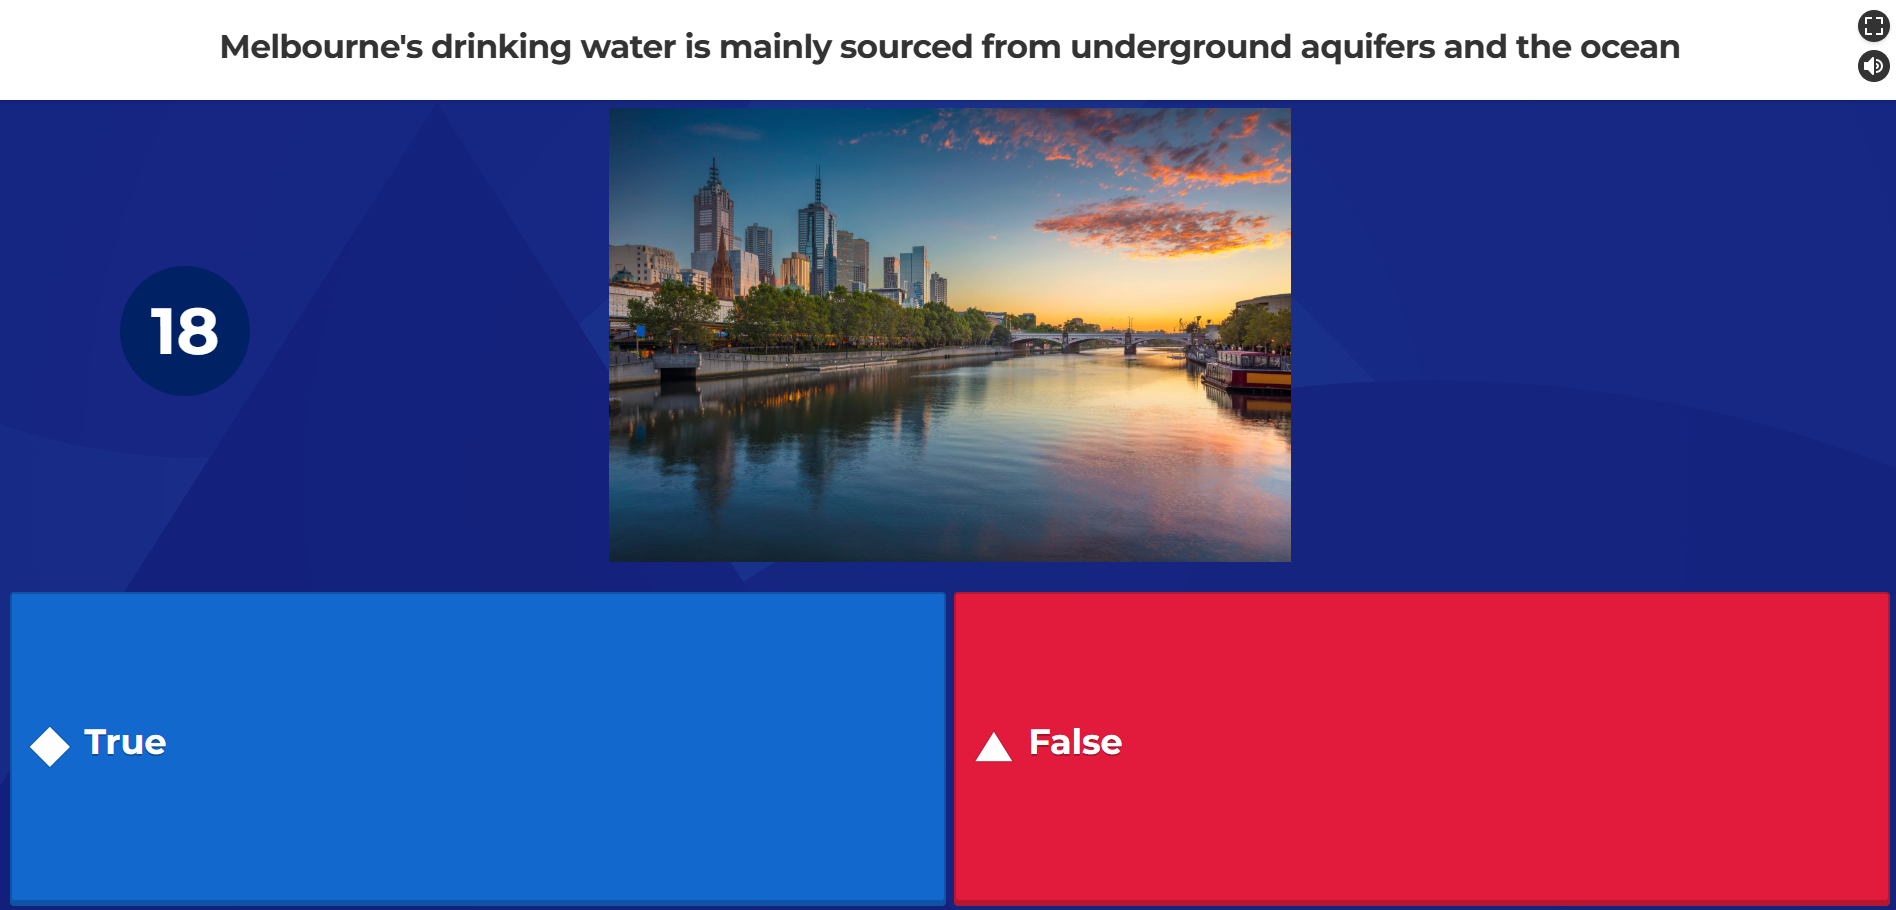 Melbourne's drinking water is mainly sourced from underground aquifers and the ocean
18
True
False